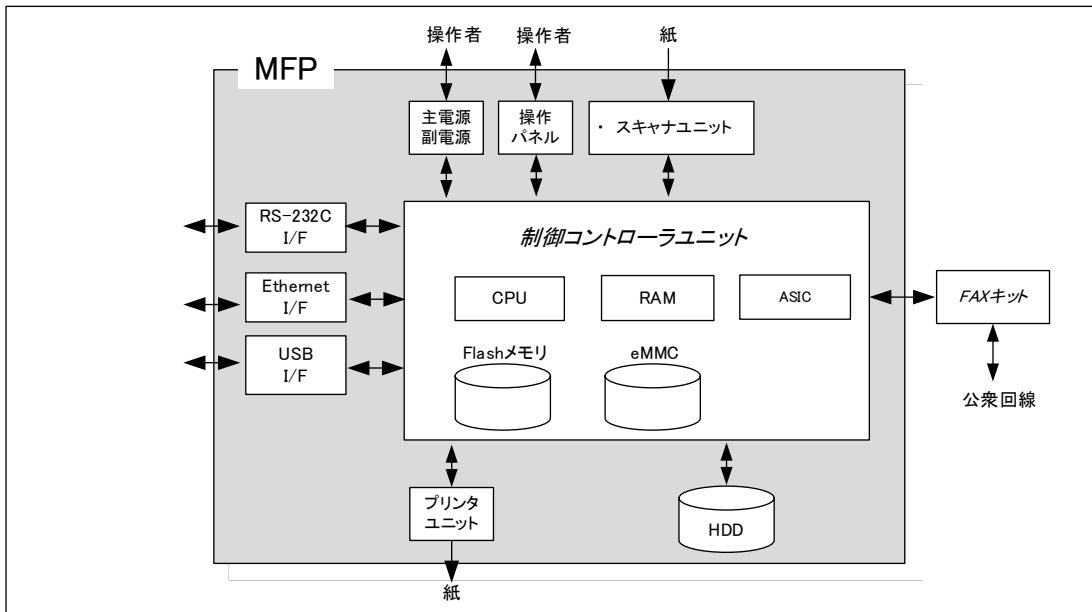 操作者
操作者
紙
MFP
主電源
副電源
操作
パネル
・ スキャナユニット
RS-232C
I/F
制御コントローラユニット
Ethernet
I/F
CPU
RAM
ASIC
FAXキット
USB
I/F
Flashメモリ
eMMC
公衆回線
プリンタ
ユニット
HDD
紙